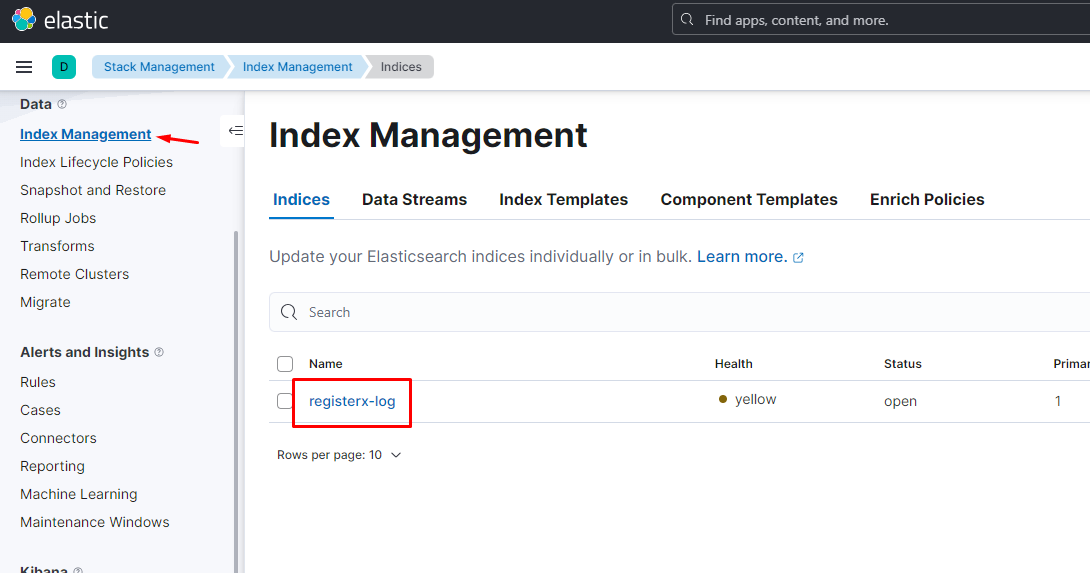 elastic
Find apps, content, and more.
D
Stack Management
Index Management
Indices
Data
Index Management
Index Lifecycle Policies
Snapshot and Restore
Rollup Jobs
Transforms
Remote Clusters
Migrate
Alerts and Insights
Rules
Cases
Connectors
Reporting
Machine Learning
Maintenance Windows
Kibana
Index Management
Indices Data Streams Index Templates Component Templates Enrich Policies
Update your Elasticsearch indices individually or in bulk. Learn more.
Search
Name Health Status Primar
registerx-log yellow open 1
Rows per page: 10